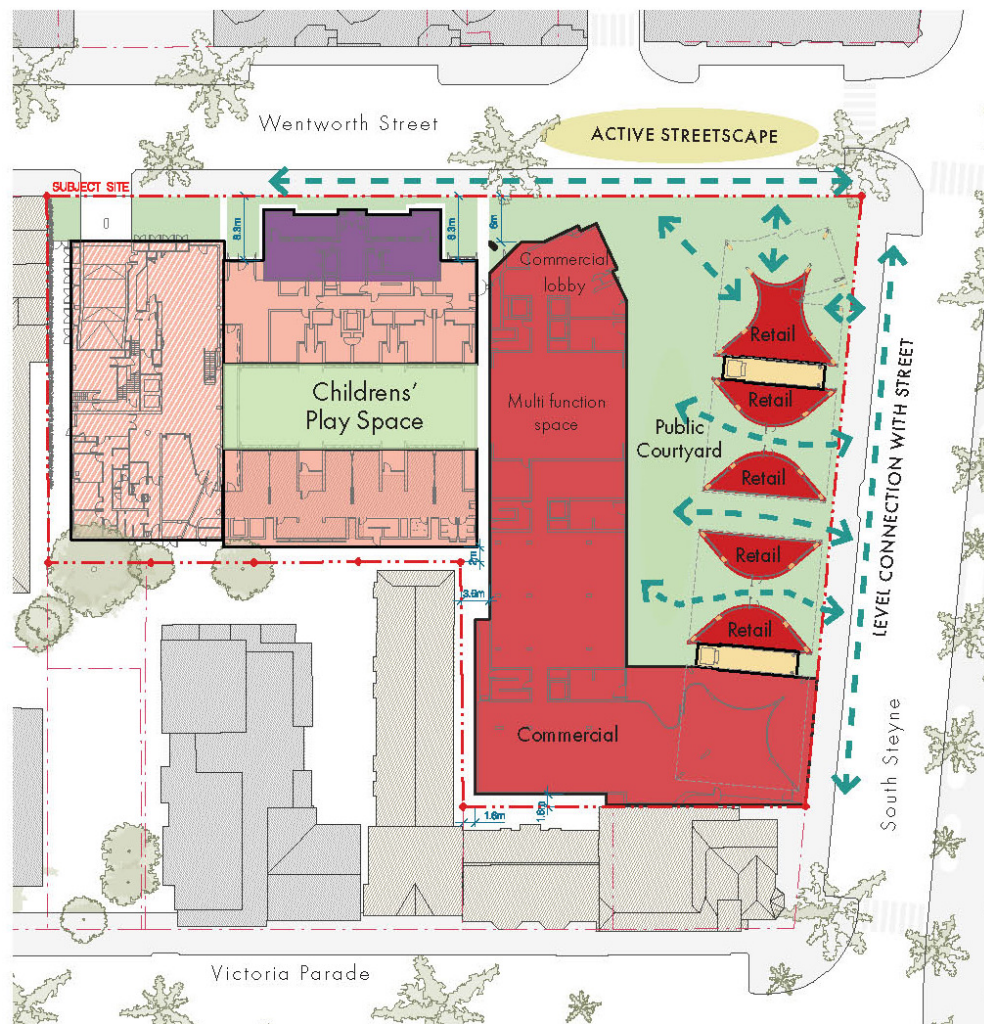 Wentworth Street
ACTIVE STREETSCAPE
SUBJECT SITE
8.3m
8.3m
6m
Commercial
lobby
Retail
Childrens'
Play Space
Multi function
space
Retail
Public
Courtyard
Retail
LEVEL CONNECTION WITH STREET
Retail
2m
3.6m
Retail
Commercial
South Steyne
1.6m
1.6m
Victoria Parade